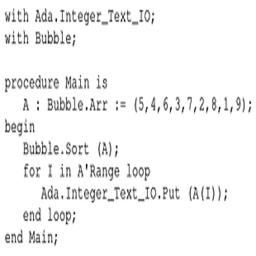 with Ada.Integer_Text_IO;
with Bubble;

procedure Main is
   A : Bubble.Arr := (5,4,6,3,7,2,8,1,9);
begin
   Bubble.Sort (A);
   for I in A'Range loop
      Ada.Integer_Text_IO.Put (A(I));
   end loop;
end Main;